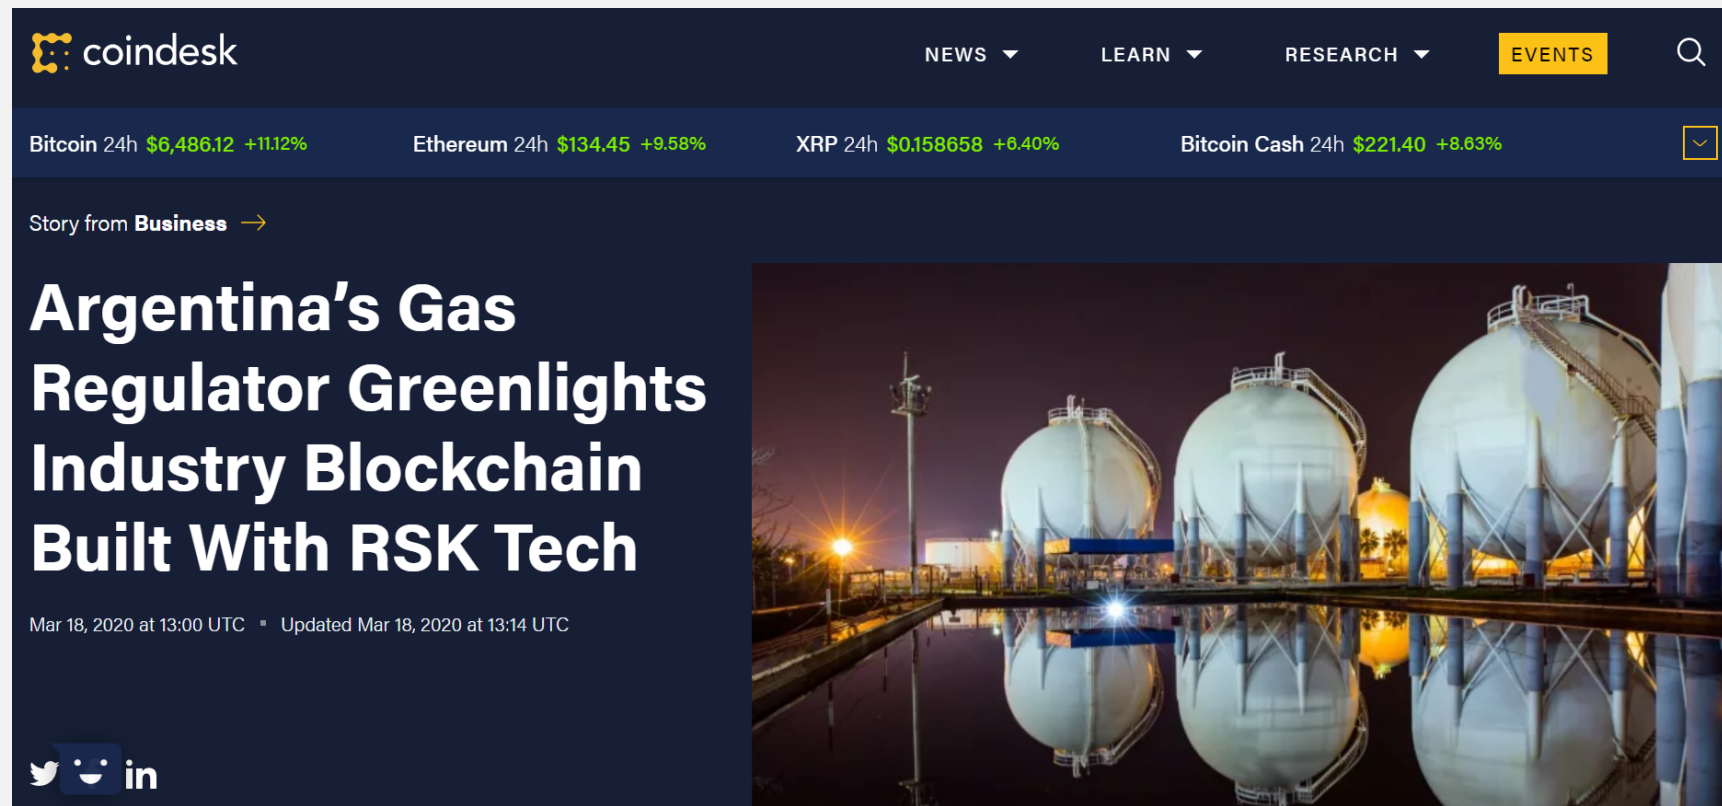 coindesk
NEWS
LEARN
RESEARCH
EVENTS
Bitcoin 24h $6,486.12 +11.12%
Ethereum 24h $134.45 +9.58%
XRP 24h $0.158658 +6.40%
Bitcoin Cash 24h $221.40 +8.63%
Story from Business
Argentina’s Gas
Regulator Greenlights
Industry Blockchain
Built With RSK Tech
Mar 18, 2020 at 13:00 UTC ▪ Updated Mar 18, 2020 at 13:14 UTC
in